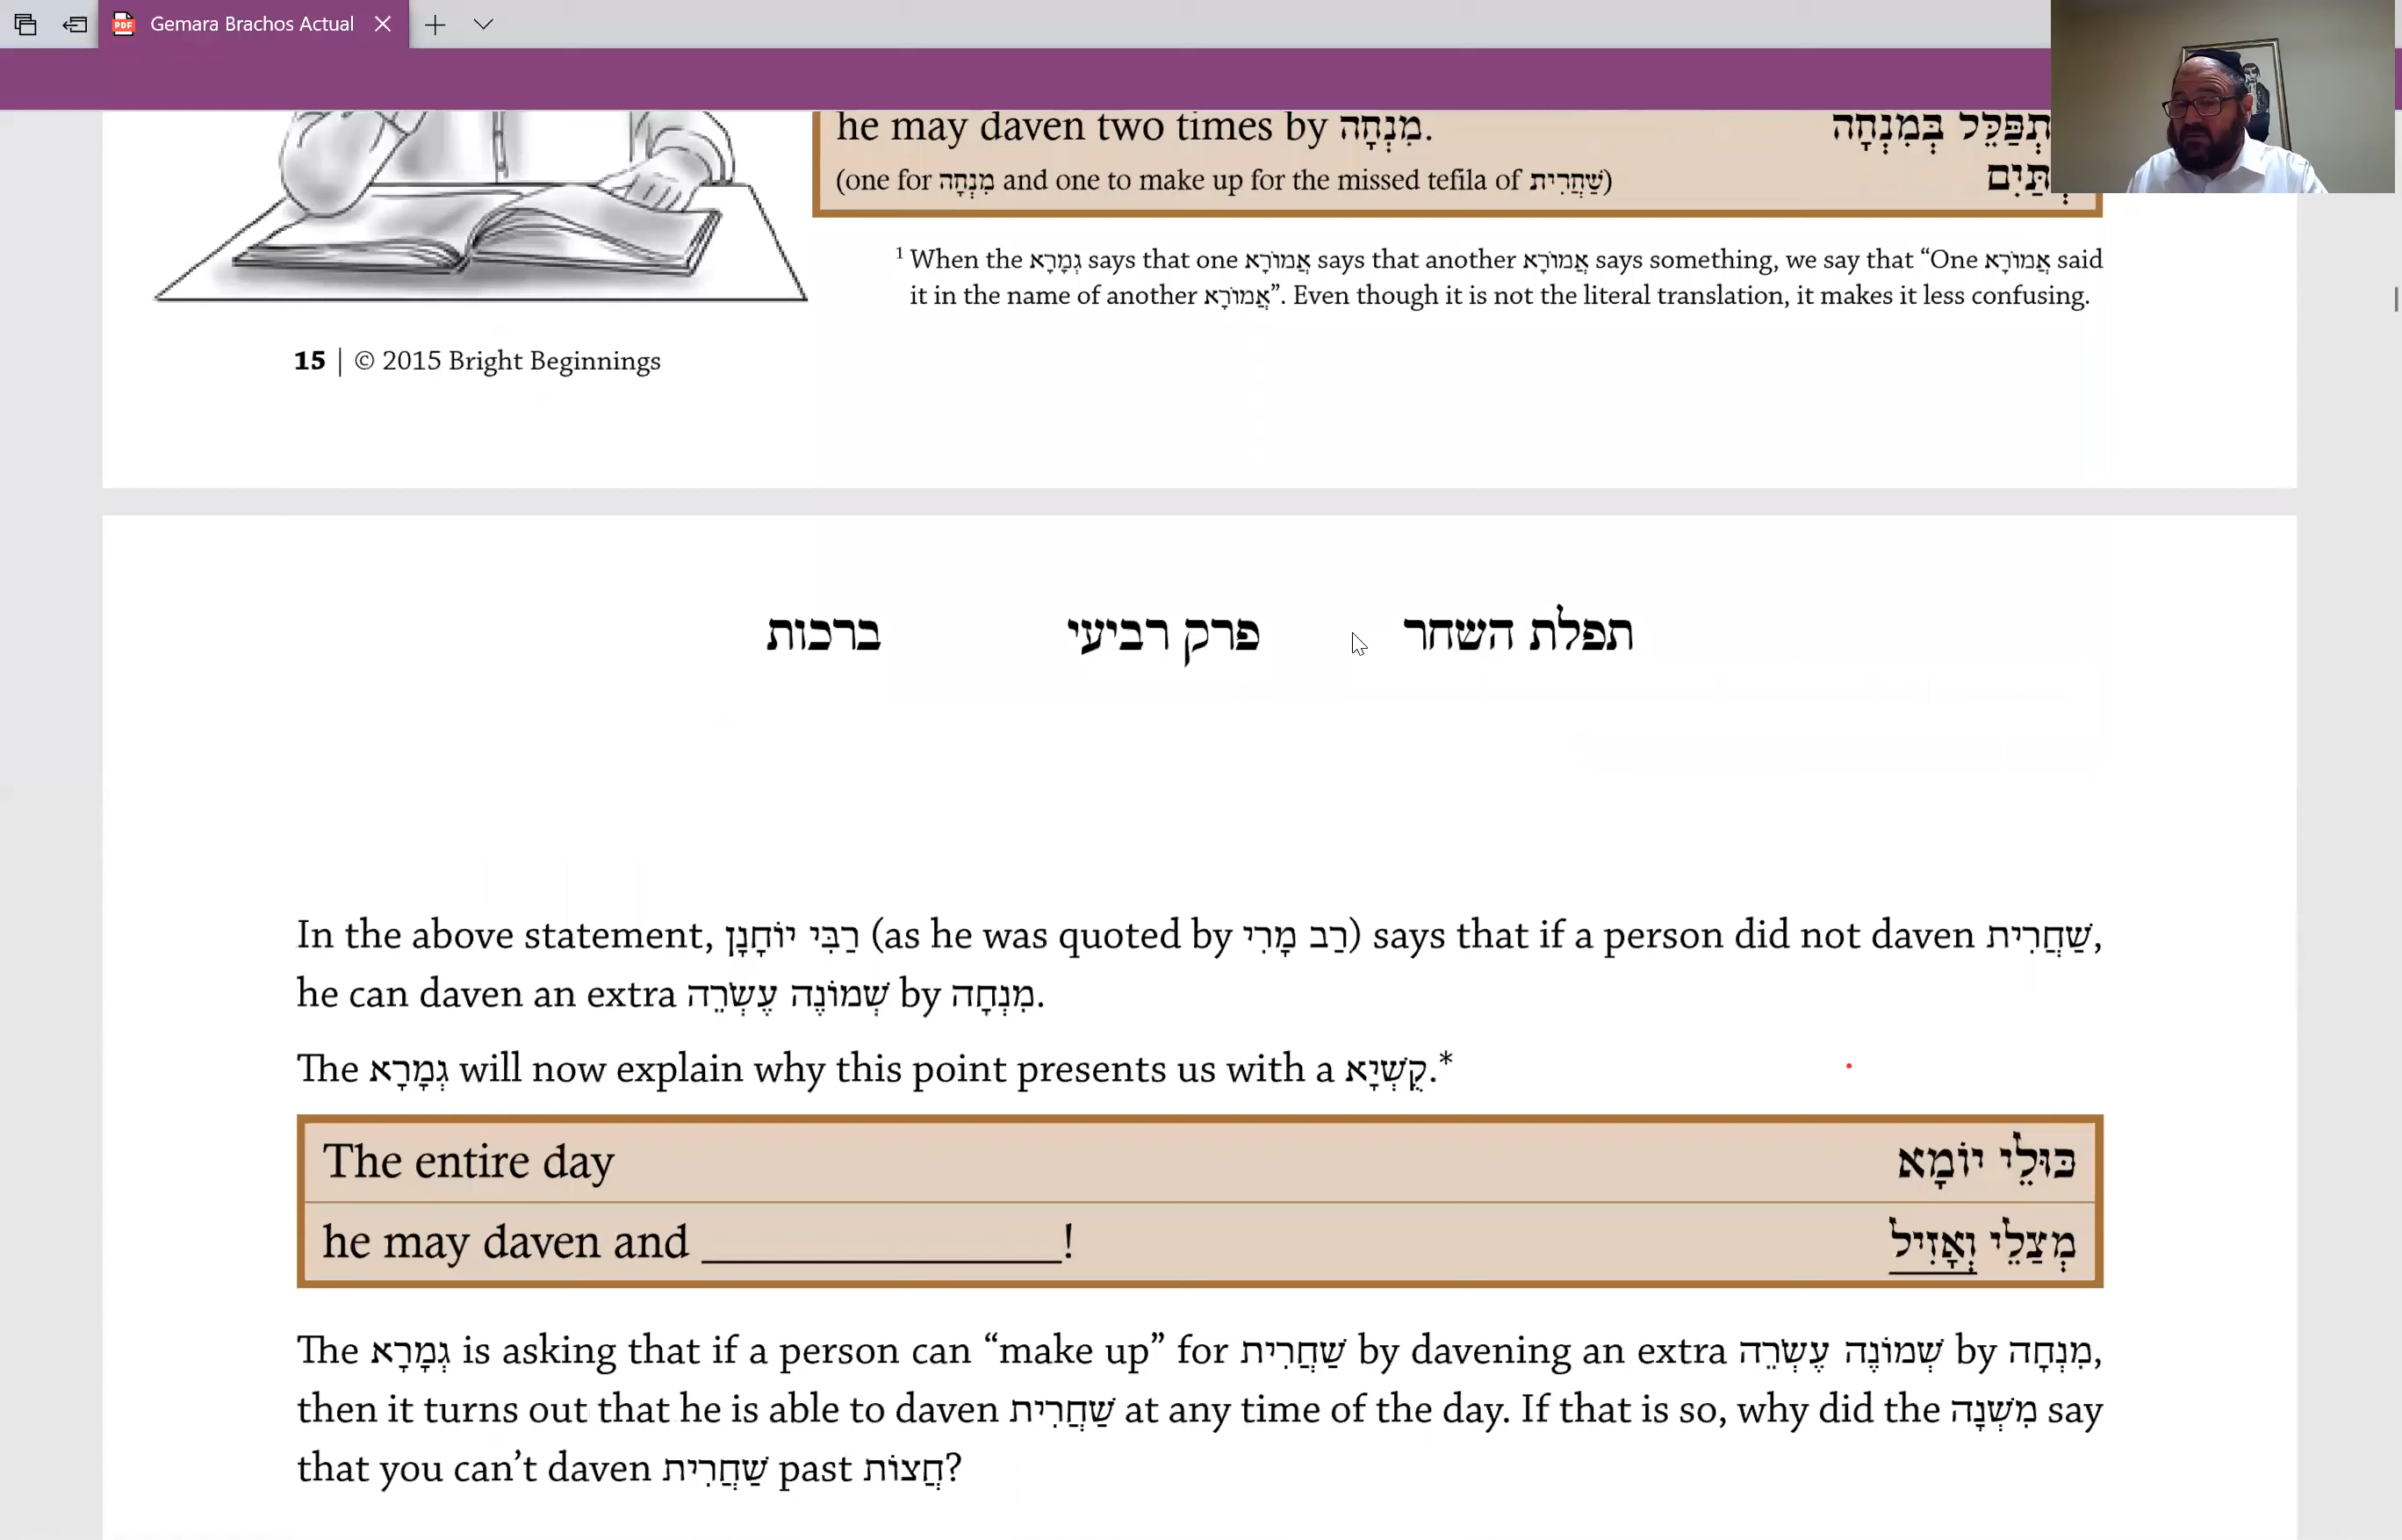 Gemara Brachos Actual
he may daven two times by מִנְחָה.
תְפַּלֵּל בְּמִנְחָה
(one for מִנְחָה and one to make up for the missed tefila of שַׁחֲרִית)
1 When the גְּמָרָא says that one אֲמוֹרָא says that another אֲמוֹרָא says something, we say that “One אֲמוֹרָא said
it in the name of another אֲמוֹרָא”. Even though it is not the literal translation, it makes it less confusing.
15 | © 2015 Bright Beginnings
תפלת השחר פרק רביעי ברכות
In the above statement, רַבִּי יוֹחָנָן (as he was quoted by רַב מָרִי) says that if a person did not daven שַׁחֲרִית,
he can daven an extra שְׁמוֹנֶה עֶשְׂרֵה by מִנְחָה.
The גְּמָרָא will now explain why this point presents us with a קֻשְׁיָא.*
The entire day כּוּלֵי יוֹמָא
he may daven and ____________! מְצַלֵי וְאָזִיל
The גְּמָרָא is asking that if a person can “make up” for שַׁחֲרִית by davening an extra שְׁמוֹנֶה עֶשְׂרֵה by מִנְחָה,
then it turns out that he is able to daven שַׁחֲרִית at any time of the day. If that is so, why did the מִשְׁנָה say
that you can’t daven שַׁחֲרִית past חֲצוֹת?